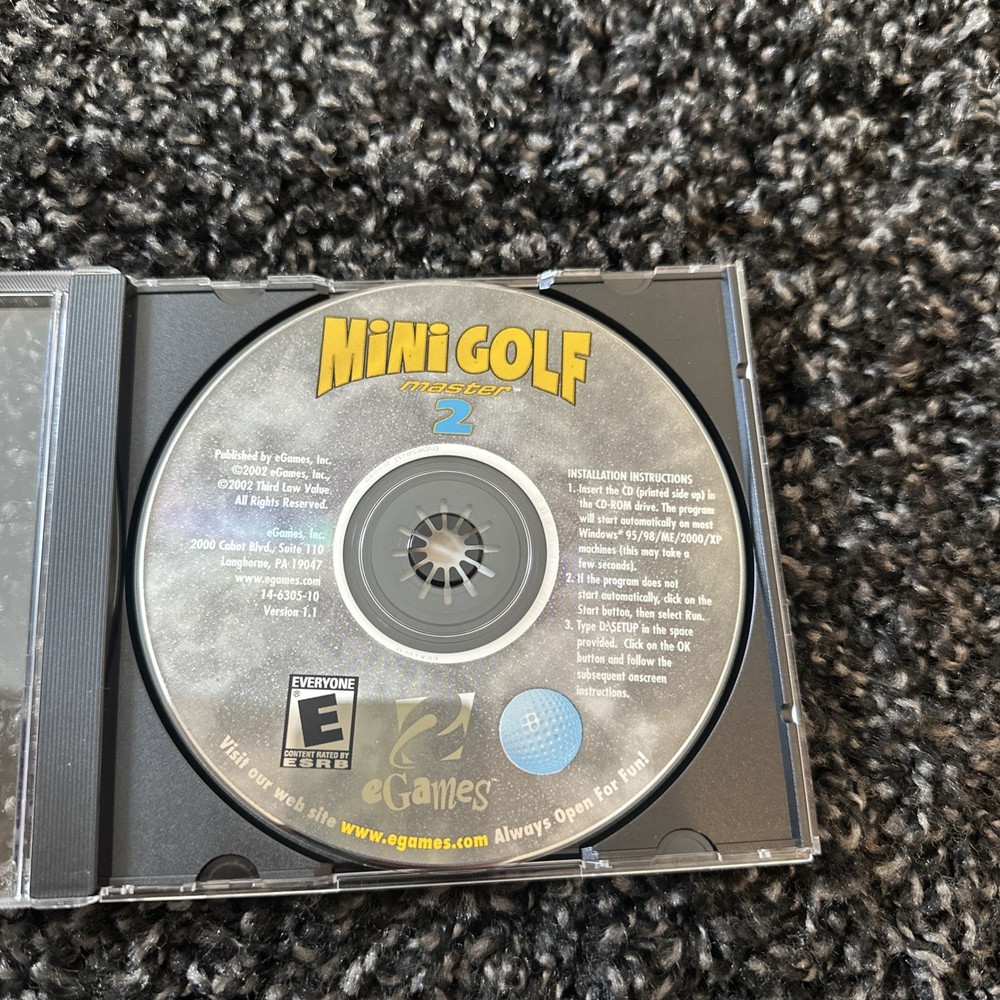 MiNi GOLF
master™
2
Published by eGames, Inc.
©2002 eGames, Inc.,
©2002 Third Law Value
All Rights Reserved.
eGames, Inc.
2000 Cabot Blvd., Suite 110
Langhorne, PA 19047
www.egames.com
14-6305-10
Version 1.1
INSTALLATION INSTRUCTIONS
1. Insert the CD (printed side up) in
the CD-ROM drive. The program
will start automatically on most
Windows® 95/98/ME/2000/XP
machines (this may take a
few seconds).
2. If the program does not
start automatically, click on the
Start button, then select Run.
3. Type D:\SETUP in the space
provided. Click on the OK
button and follow the
subsequent onscreen
instructions.
EVERYONE
E
CONTENT RATED BY
ESRB
eGames™
Visit our web site www.egames.com Always Open For Fun!